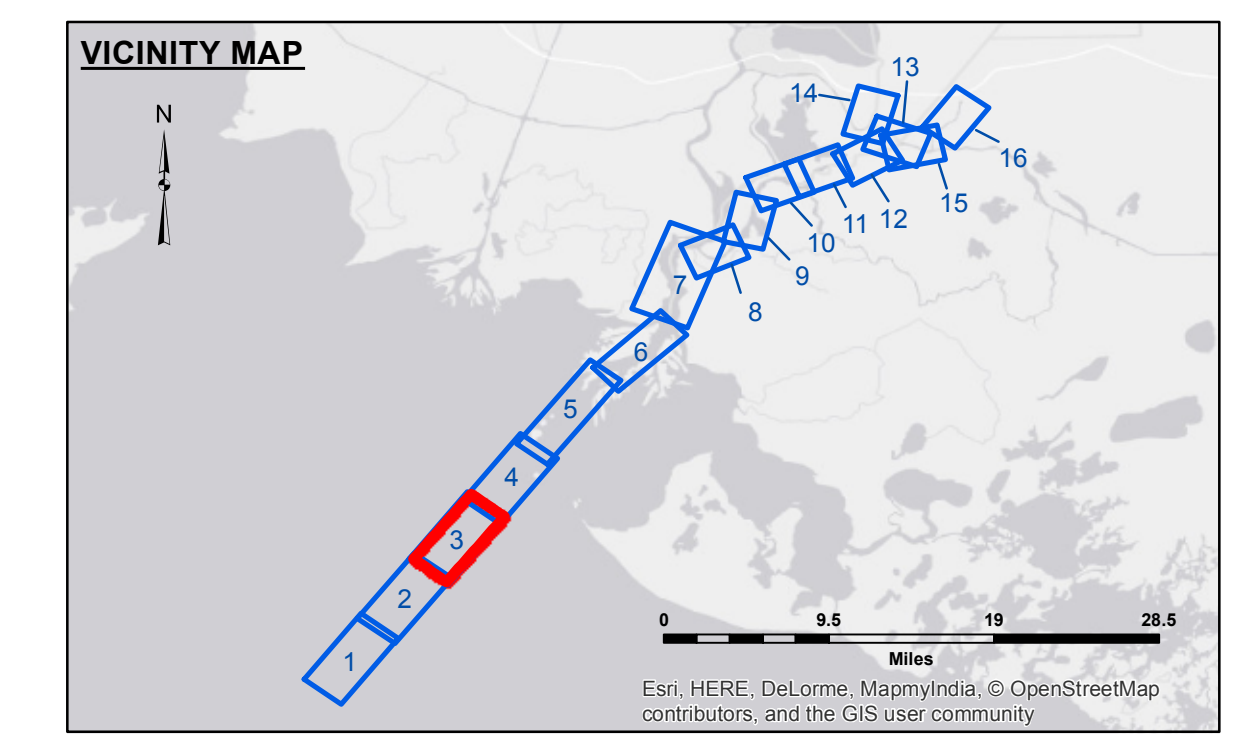 VICINITY MAP
N
13
14
16
15
12
11
10
9
8
7
6
5
4
3
2
1
0 9.5 19 28.5
Miles
Esri, HERE, DeLorme, MapmyIndia, © OpenStreetMap
contributors, and the GIS user community